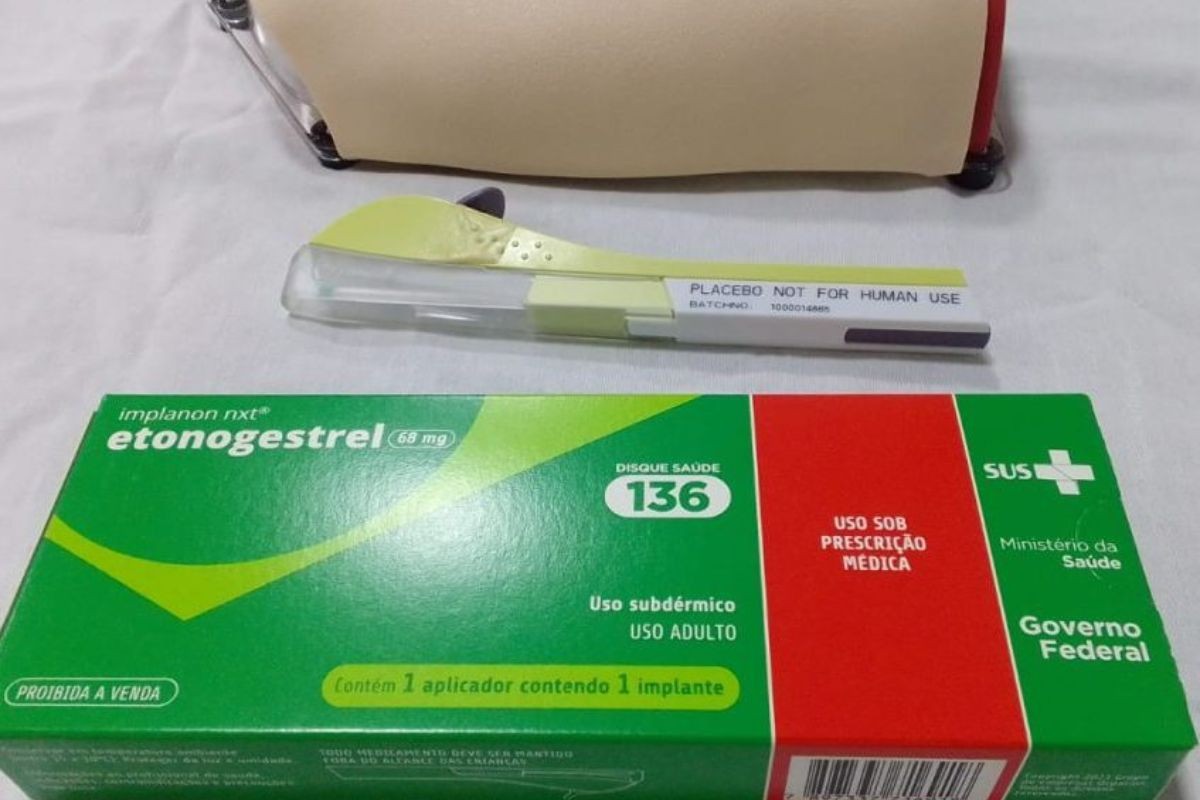 PLACEBO NOT FOR HUMAN USE
BATCHNO.: 1000014865
implanon nxt®
etonogestrel 68 mg
DISQUE SAÚDE
136
Uso subdérmico
USO ADULTO
Contém 1 aplicador contendo 1 implante
PROIBIDA A VENDA
USO SOB
PRESCRIÇÃO
MÉDICA
SUS
Ministério da
Saúde
Governo
Federal
TODO MEDICAMENTO DEVE SER MANTIDO
FORA DO ALCANCE DAS CRIANÇAS